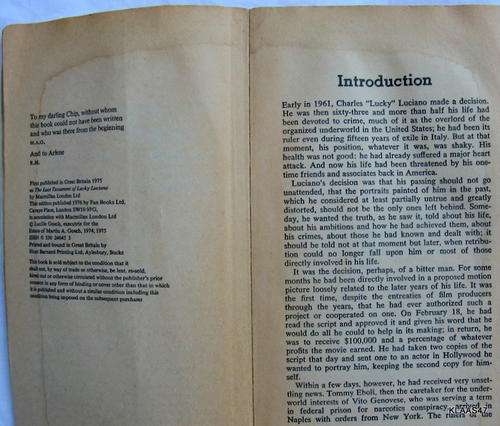 To my darling Chip, without whom
this book could not have been written
and who was there from the beginning
M.A.G.
And to Arlene
R.H.
First published in Great Britain 1975
as The Last Testament of Lucky Luciano
by Macmillan London Ltd
This edition published 1976 by Pan Books Ltd,
Cavaye Place, London SW10 9PG,
in association with Macmillan London Ltd
© Lucille Gosch, executrix for the
Estate of Martin A. Gosch, 1974, 1975
ISBN 0 330
Printed and bound in Great Britain by
Hunt Barnard Printing Ltd, Aylesbury, Bucks
This book is sold subject to the condition that it
shall not, by way of trade or otherwise, be lent, re-sold,
hired out or otherwise circulated without the publisher's prior
consent in any form of binding or cover other than that in which
it is published and without a similar condition including this
condition being imposed on the subsequent purchaser
Introduction
Early in 1961, Charles "Lucky" Luciano made a decision.
He was then sixty-three and more than half his life had
been devoted to crime, much of it as the overlord of the
organized underworld in the United States; he had been its
ruler even during fifteen years of exile in Italy. But at that
moment, his position, whatever it was, was shaky. His
health was not good: he had already suffered a major heart
attack. And now his life had been threatened by his one-
time friends and associates back in America.
Luciano's decision was that his passing should not go
unattended, that the portraits painted of him in the past,
which he considered at least partially untrue and greatly
distorted, should not be the only ones left behind. Some-
day, he wanted the truth, as he saw it, told about his life,
about his ambitions and how he had achieved them, about
his crimes, about those he had known and dealt with; it
should be told not at that moment but later, when retribu-
tion could no longer fall upon him or most of those
directly involved in his life.
It was the decision, perhaps, of a bitter man. For some
months he had been directly involved in a proposed motion
picture loosely related to the later years of his life. It was
the first time, despite the entreaties of film producers
through the years, that he had ever authorized such a
project or cooperated on one. On February 18, he had
read the script and approved it and given his word that he
would do all he could to help in its making; in return, he
was to receive $100,000 and a percentage of whatever
profits the movie earned. He had taken two copies of the
script that day and sent one to an actor in Hollywood he
wanted to portray him, keeping the second copy for him-
self.
Within a few days, however, he had received very unset-
tling news. Tommy Eboli, then the caretaker for the under-
world interests of Vito Genovese, who was serving a term
in federal prison for narcotics conspiracy, arrived in
Naples with orders from New York. The rulers of the
KLAAS47